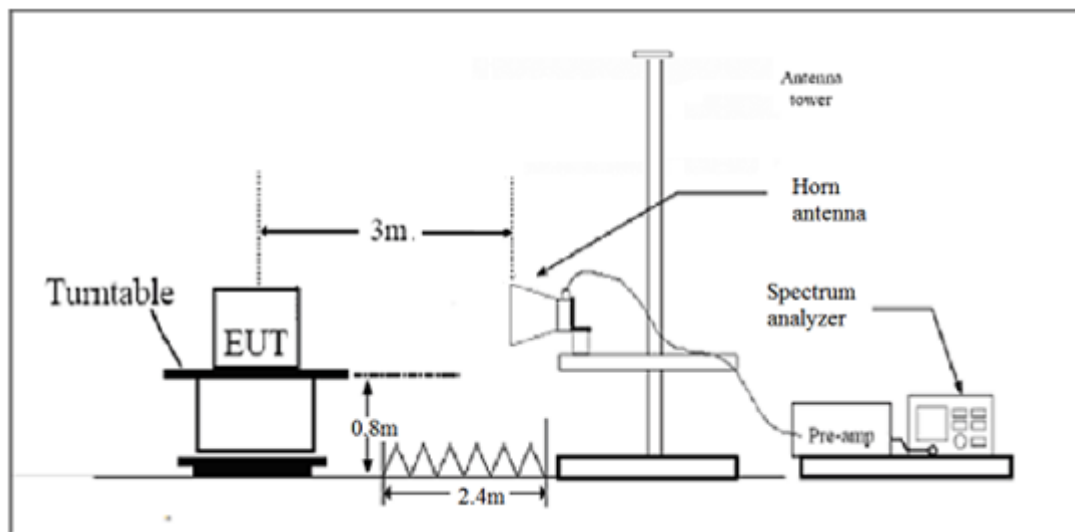 Antenna
tower
Horn
antenna
3m.
Turntable
EUT
Spectrum
analyzer
0.8m
Pre-amp
2.4m